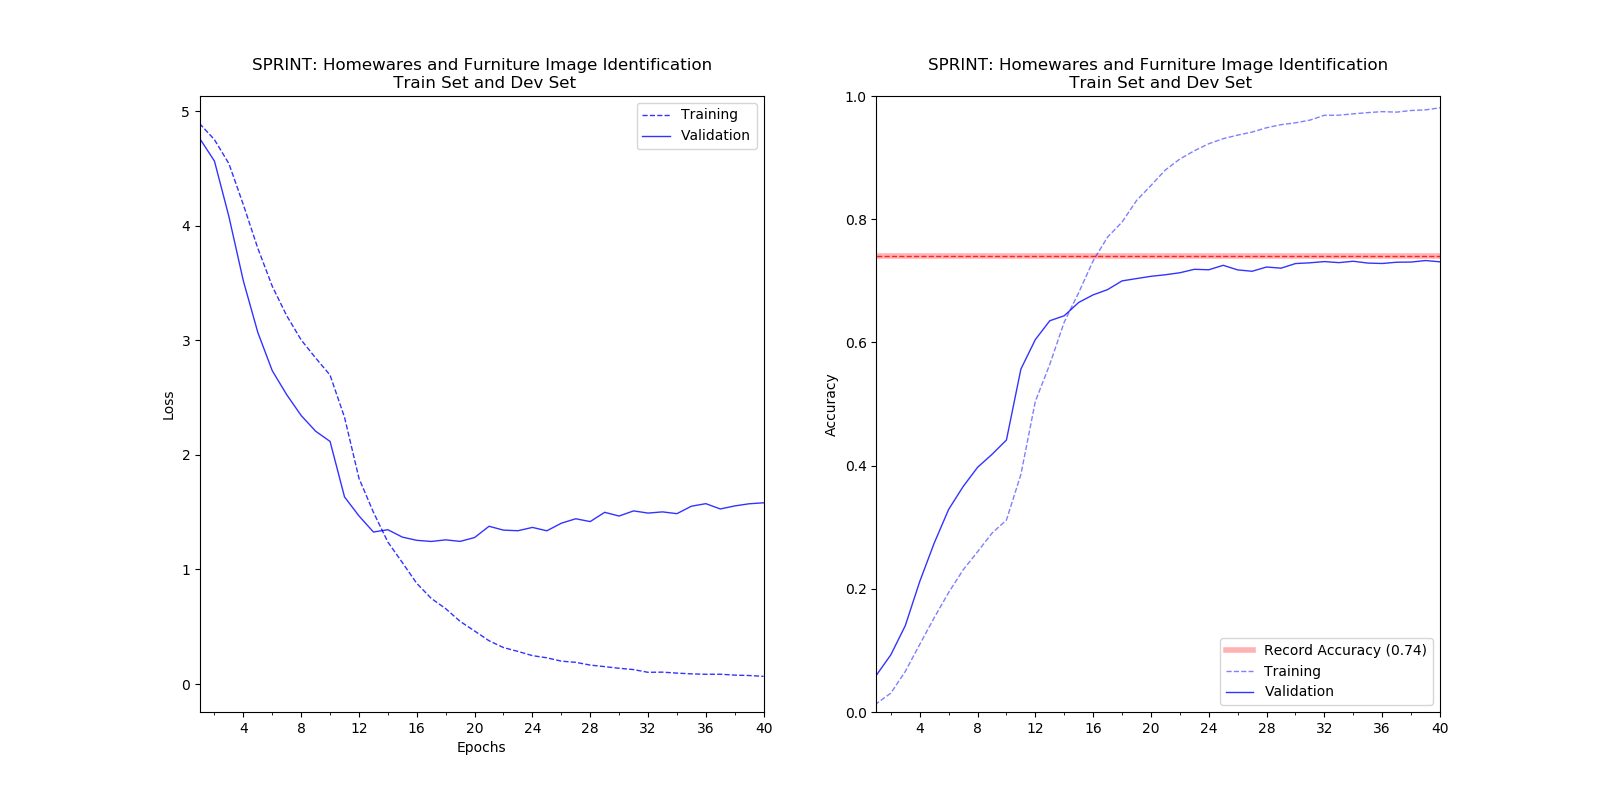 SPRINT: Homewares and Furniture Image Identification
Train Set and Dev Set
5
4
3
2
1
0
Loss
Training
Validation
4 8 12 16 20 24 28 32 36 40
Epochs
SPRINT: Homewares and Furniture Image Identification
Train Set and Dev Set
1.0
0.8
0.6
0.4
0.2
0.0
Accuracy
Record Accuracy (0.74)
Training
Validation
4 8 12 16 20 24 28 32 36 40